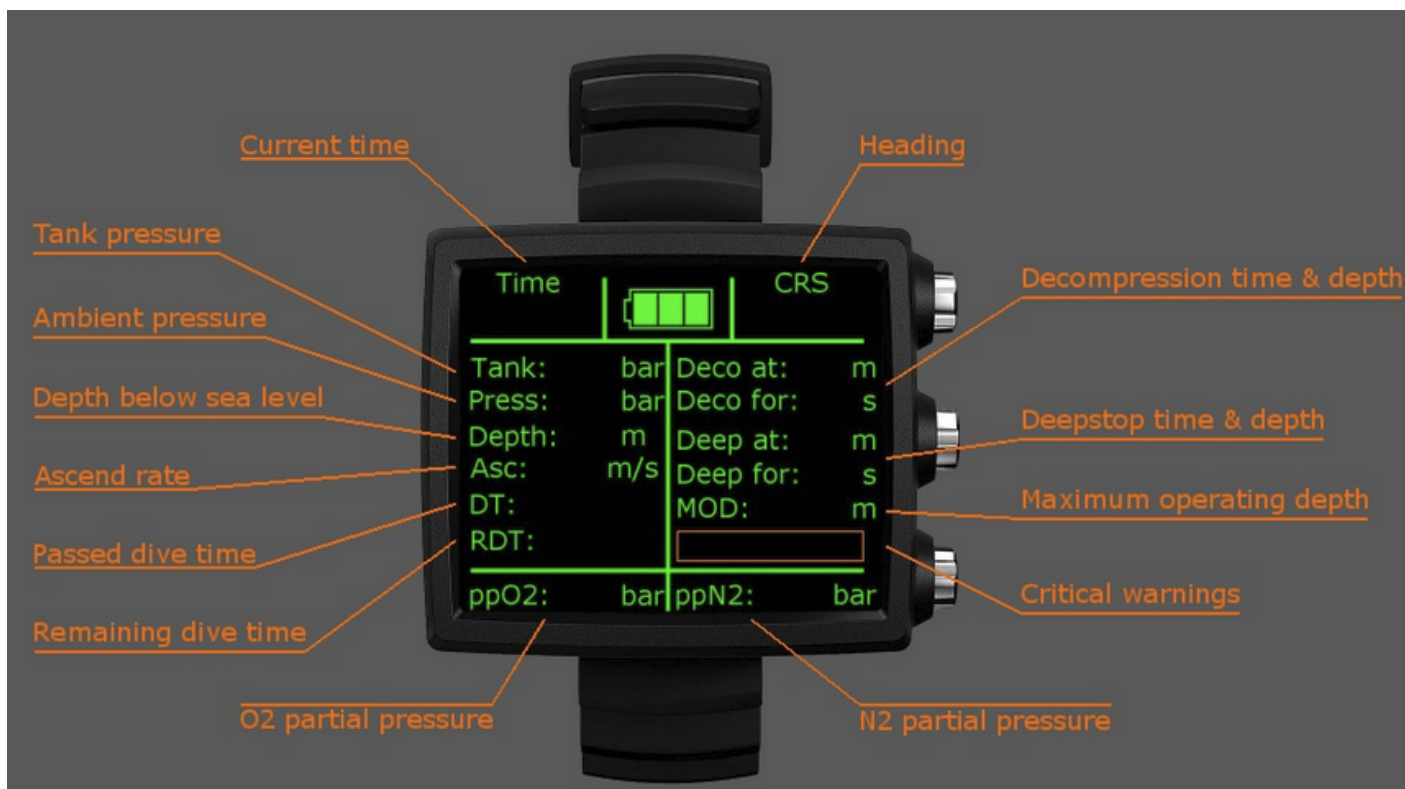 Current time
Heading
Tank pressure
Ambient pressure
Depth below sea level
Ascend rate
Passed dive time
Remaining dive time
O2 partial pressure
Time
CRS
Tank: bar
Press: bar
Depth: m
Asc: m/s
DT:
RDT:
Deco at: m
Deco for: s
Deep at: m
Deep for: s
MOD: m
ppO2: bar
ppN2: bar
Decompression time & depth
Deepstop time & depth
Maximum operating depth
Critical warnings
N2 partial pressure